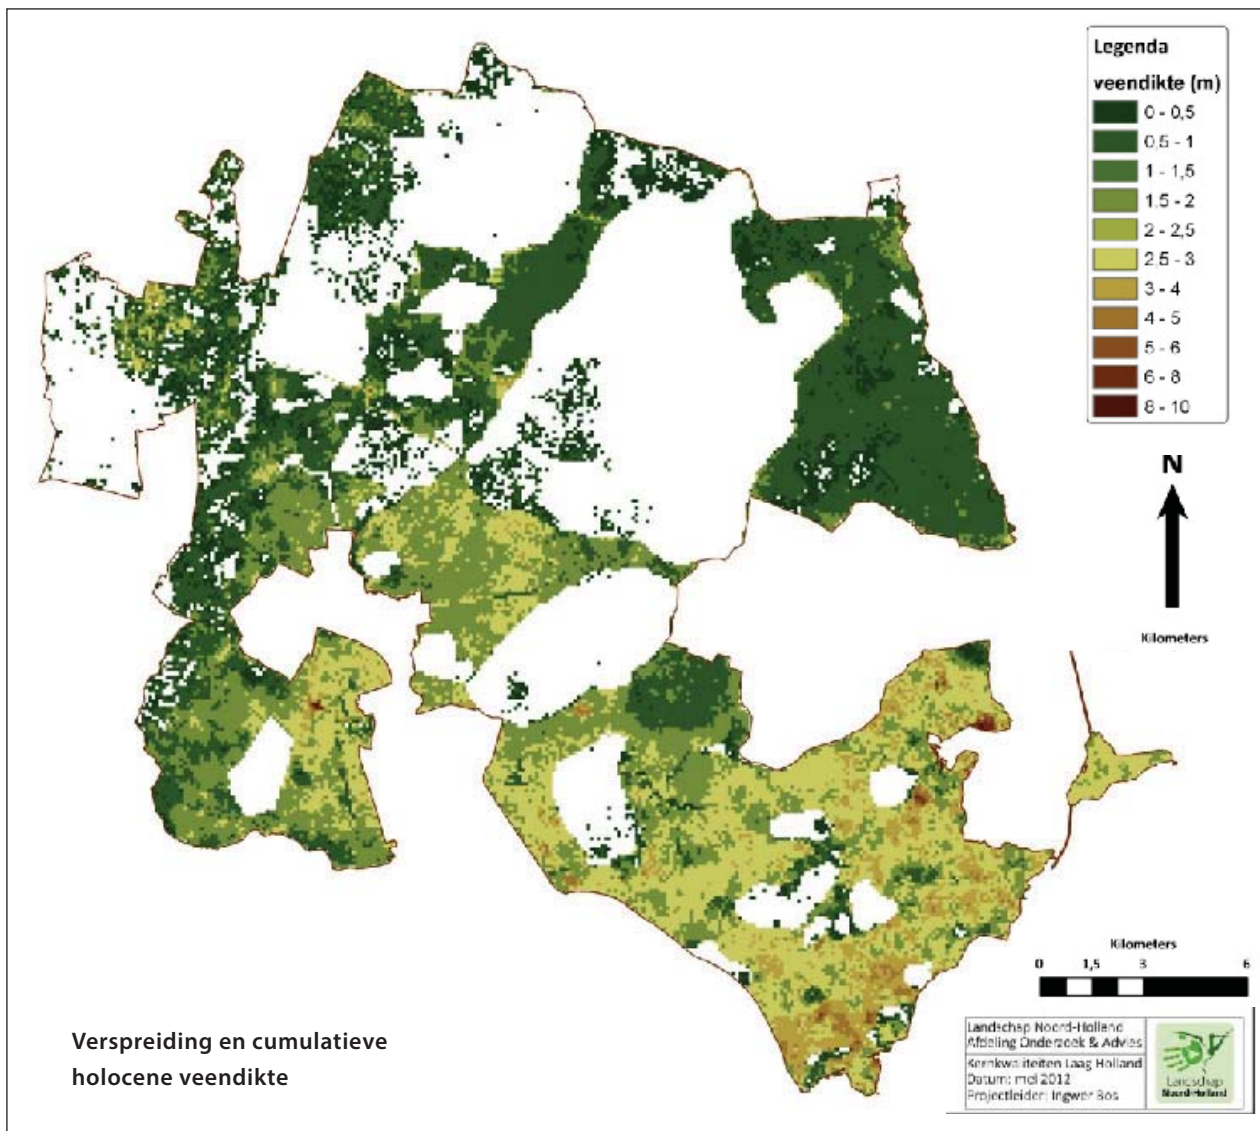 Legenda
veendikte (m)
0 - 0,5
0,5 - 1
1 - 1,5
1,5 - 2
2 - 2,5
2,5 - 3
3 - 4
4 - 5
5 - 6
6 - 8
8 - 10
N
Kilometers
Kilometers
0 1,5 3 6
Verspreiding en cumulatieve
holocene veendikte
Landschap Noord-Holland
Afdeling Onderzoek & Advies
Kernkwaliteiten Laag Holland
Datum: mei 2012
Projectleider: Ingwer Bos
Landschap
Noord-Holland